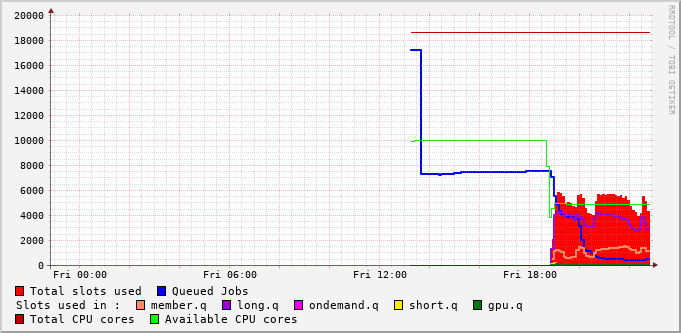 RRDTOOL / TOBI OETIKER
20000
18000
16000
14000
12000
10000
8000
6000
4000
2000
0
Fri 00:00 Fri 06:00 Fri 12:00 Fri 18:00
Total slots used Queued Jobs
Slots used in : member.q long.q ondemand.q short.q gpu.q
Total CPU cores Available CPU cores